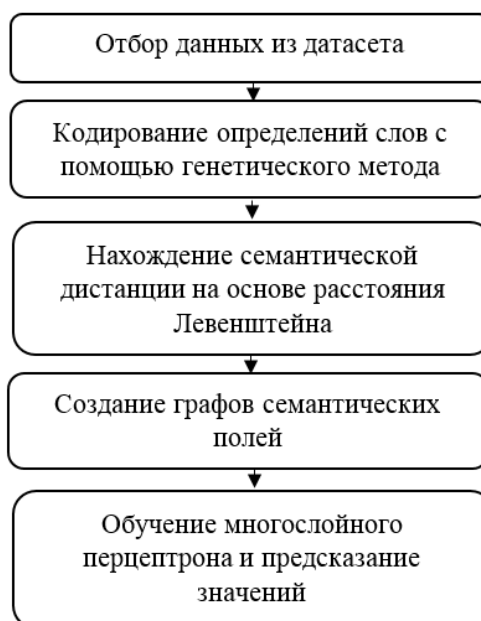 Отбор данных из датасета
Кодирование определений слов с
помощью генетического метода
Нахождение семантической
дистанции на основе расстояния
Левенштейна
Создание графов семантических
полей
Обучение многослойного
перцептрона и предсказание
значений